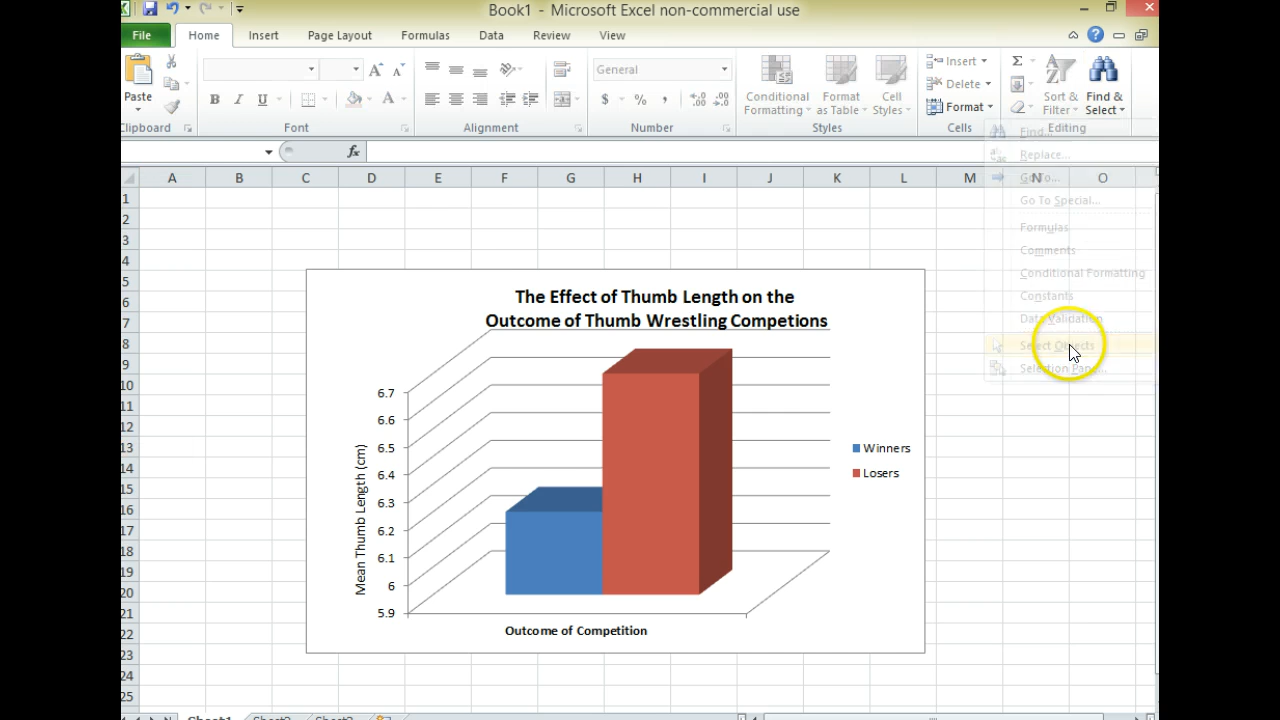 Book1 - Microsoft Excel non-commercial use
File Home Insert Page Layout Formulas Data Review View
Paste
General
$ % ,
Conditional Formatting
Format as Table
Cell Styles
Insert
Delete
Format
Σ
Sort & Filter
Find & Select
Clipboard Font Alignment Number Styles Cells Editing
fx
Find...
Replace...
Go To...
Go To Special...
Formulas
Comments
Conditional Formatting
Constants
Data Validation
Select Objects
Selection Pane...
A B C D E F G H I J K L M N O
1
2
3
4
5
6
7
8
9
10
11
12
13
14
15
16
17
18
19
20
21
22
23
24
25
The Effect of Thumb Length on the
Outcome of Thumb Wrestling Competions
Mean Thumb Length (cm)
6.7
6.6
6.5
6.4
6.3
6.2
6.1
6
5.9
Outcome of Competition
Winners
Losers
Sheet1 Sheet2 Sheet3